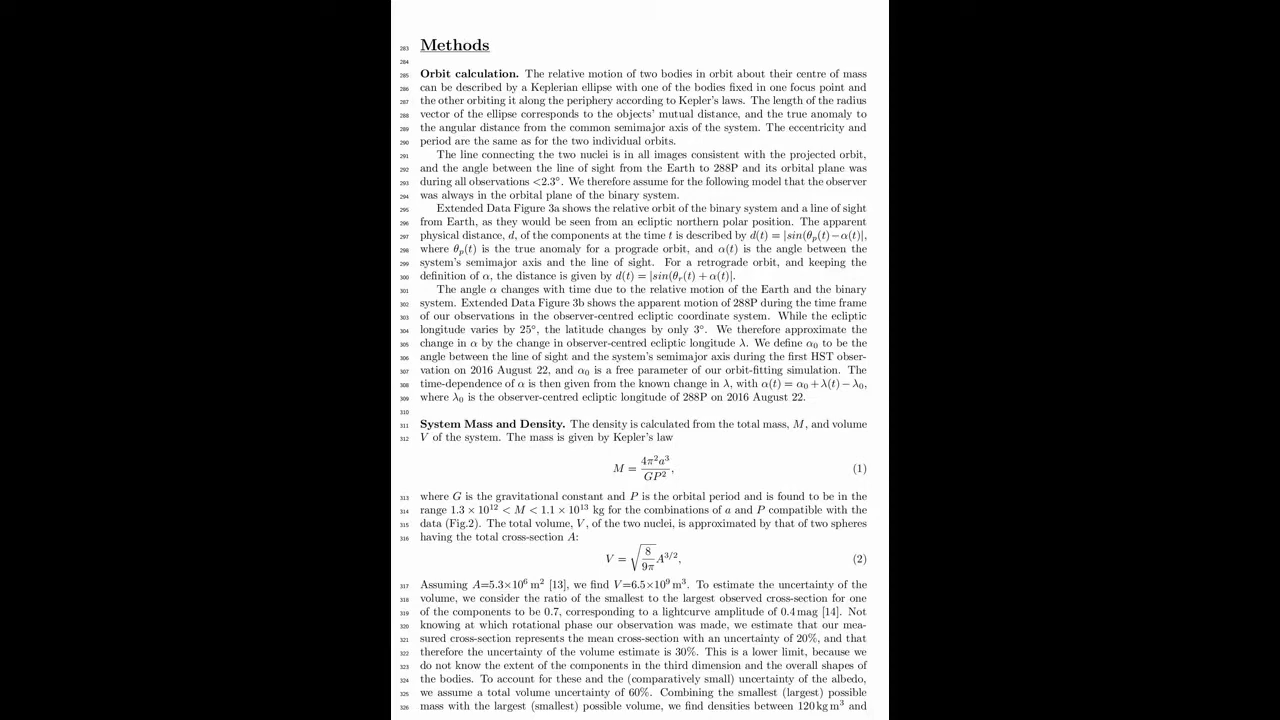 283 Methods
284
285 Orbit calculation. The relative motion of two bodies in orbit about their centre of mass
286 can be described by a Keplerian ellipse with one of the bodies fixed in one focus point and
287 the other orbiting it along the periphery according to Kepler's laws. The length of the radius
288 vector of the ellipse corresponds to the objects' mutual distance, and the true anomaly to
289 the angular distance from the common semimajor axis of the system. The eccentricity and
290 period are the same as for the two individual orbits.
291 The line connecting the two nuclei is in all images consistent with the projected orbit,
292 and the angle between the line of sight from the Earth to 288P and its orbital plane was
293 during all observations <2.3°. We therefore assume for the following model that the observer
294 was always in the orbital plane of the binary system.
295 Extended Data Figure 3a shows the relative orbit of the binary system and a line of sight
296 from Earth, as they would be seen from an ecliptic northern polar position. The apparent
297 physical distance, d, of the components at the time t is described by d(t) = |sin(θp(t)−α(t)|,
298 where θp(t) is the true anomaly for a prograde orbit, and α(t) is the angle between the
299 system's semimajor axis and the line of sight. For a retrograde orbit, and keeping the
300 definition of α, the distance is given by d(t) = |sin(θr(t) + α(t)|.
301 The angle α changes with time due to the relative motion of the Earth and the binary
302 system. Extended Data Figure 3b shows the apparent motion of 288P during the time frame
303 of our observations in the observer-centred ecliptic coordinate system. While the ecliptic
304 longitude varies by 25°, the latitude changes by only 3°. We therefore approximate the
305 change in α by the change in observer-centred ecliptic longitude λ. We define α0 to be the
306 angle between the line of sight and the system's semimajor axis during the first HST obser-
307 vation on 2016 August 22, and α0 is a free parameter of our orbit-fitting simulation. The
308 time-dependence of α is then given from the known change in λ, with α(t) = α0 + λ(t) − λ0,
309 where λ0 is the observer-centred ecliptic longitude of 288P on 2016 August 22.
310
311 System Mass and Density. The density is calculated from the total mass, M, and volume
312 V of the system. The mass is given by Kepler's law
M = 4π²a³/GP², (1)
313 where G is the gravitational constant and P is the orbital period and is found to be in the
314 range 1.3 × 10¹² < M < 1.1 × 10¹³ kg for the combinations of a and P compatible with the
315 data (Fig.2). The total volume, V, of the two nuclei, is approximated by that of two spheres
316 having the total cross-section A:
V = √(8/9π) A^3/2, (2)
317 Assuming A=5.3×10⁶ m² [13], we find V=6.5×10⁹ m³. To estimate the uncertainty of the
318 volume, we consider the ratio of the smallest to the largest observed cross-section for one
319 of the components to be 0.7, corresponding to a lightcurve amplitude of 0.4 mag [14]. Not
320 knowing at which rotational phase our observation was made, we estimate that our mea-
321 sured cross-section represents the mean cross-section with an uncertainty of 20%, and that
322 therefore the uncertainty of the volume estimate is 30%. This is a lower limit, because we
323 do not know the extent of the components in the third dimension and the overall shapes of
324 the bodies. To account for these and the (comparatively small) uncertainty of the albedo,
325 we assume a total volume uncertainty of 60%. Combining the smallest (largest) possible
326 mass with the largest (smallest) possible volume, we find densities between 120 kg m³ and